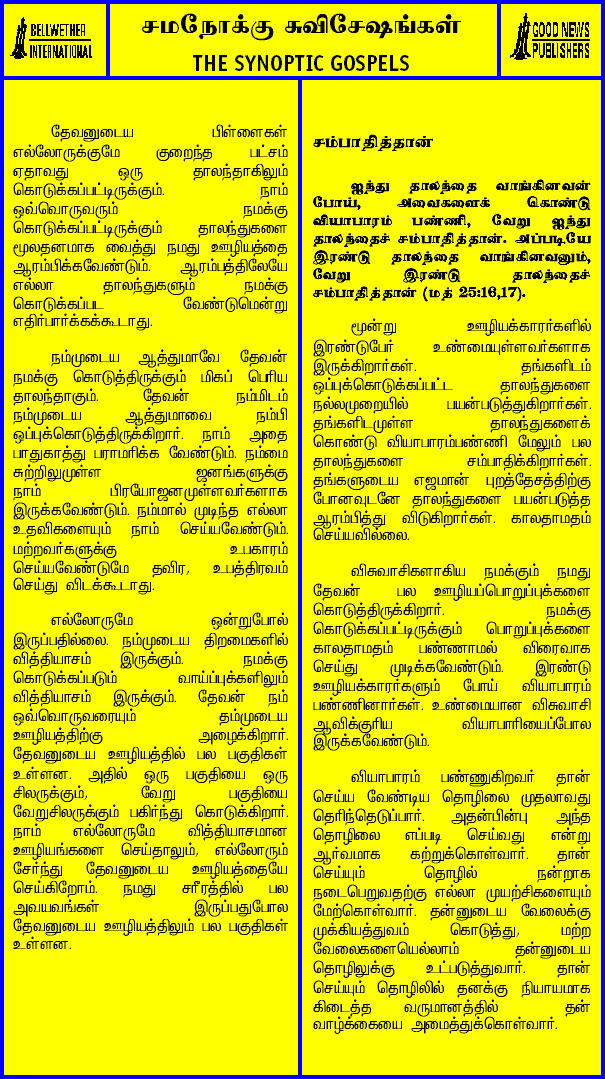 BELLWETHER
INTERNATIONAL
சமநோக்கு சுவிசேஷங்கள்
THE SYNOPTIC GOSPELS
GOOD NEWS
PUBLISHERS
தேவனுடைய பிள்ளைகள்
எல்லோருக்குமே குறைந்த பட்சம்
ஏதாவது ஒரு தாலந்தாகிலும்
கொடுக்கப்பட்டிருக்கும். நாம்
ஒவ்வொருவரும் நமக்கு
கொடுக்கப்பட்டிருக்கும் தாலந்துகளை
மூலதனமாக வைத்து நமது ஊழியத்தை
ஆரம்பிக்கவேண்டும். ஆரம்பத்திலேயே
எல்லா தாலந்துகளும் நமக்கு
கொடுக்கப்பட வேண்டுமென்று
எதிர்பார்க்கக்கூடாது.
நம்முடைய ஆத்துமாவே தேவன்
நமக்கு கொடுத்திருக்கும் மிகப் பெரிய
தாலந்தாகும். தேவன் நம்மிடம்
நம்முடைய ஆத்துமாவை நம்பி
ஒப்புக்கொடுத்திருக்கிறார். நாம் அதை
பாதுகாத்து பராமரிக்க வேண்டும். நம்மை
சுற்றிலுமுள்ள ஜனங்களுக்கு
நாம் பிரயோஜனமுள்ளவர்களாக
இருக்கவேண்டும். நம்மால் முடிந்த எல்லா
உதவிகளையும் நாம் செய்யவேண்டும்.
மற்றவர்களுக்கு உபகாரம்
செய்யவேண்டுமே தவிர, உபத்திரவம்
செய்து விடக்கூடாது.
எல்லோருமே ஒன்றுபோல்
இருப்பதில்லை. நம்முடைய திறமைகளில்
வித்தியாசம் இருக்கும். நமக்கு
கொடுக்கப்படும் வாய்ப்புக்களிலும்
வித்தியாசம் இருக்கும். தேவன் நம்
ஒவ்வொருவரையும் தம்முடைய
ஊழியத்திற்கு அழைக்கிறார்.
தேவனுடைய ஊழியத்தில் பல பகுதிகள்
உள்ளன. அதில் ஒரு பகுதியை ஒரு
சிலருக்கும், வேறு பகுதியை
வேறுசிலருக்கும் பகிர்ந்து கொடுக்கிறார்.
நாம் எல்லோருமே வித்தியாசமான
ஊழியங்களை செய்தாலும், எல்லோரும்
சேர்ந்து தேவனுடைய ஊழியத்தையே
செய்கிறோம். நமது சரீரத்தில் பல
அவயவங்கள் இருப்பதுபோல
தேவனுடைய ஊழியத்திலும் பல பகுதிகள்
உள்ளன.
சம்பாதித்தான்
ஐந்து தாலந்தை வாங்கினவன்
போய், அவைகளைக் கொண்டு
வியாபாரம் பண்ணி, வேறு ஐந்து
தாலந்தைச் சம்பாதித்தான். அப்படியே
இரண்டு தாலந்தை வாங்கினவனும்,
வேறு இரண்டு தாலந்தைச்
சம்பாதித்தான் (மத் 25:16,17).
மூன்று ஊழியக்காரர்களில்
இரண்டுபேர் உண்மையுள்ளவர்களாக
இருக்கிறார்கள். தங்களிடம்
ஒப்புக்கொடுக்கப்பட்ட தாலந்துகளை
நல்லமுறையில் பயன்படுத்துகிறார்கள்.
தங்களிடமுள்ள தாலந்துகளைக்
கொண்டு வியாபாரம்பண்ணி மேலும் பல
தாலந்துகளை சம்பாதிக்கிறார்கள்.
தங்களுடைய எஜமான் புறத்தேசத்திற்கு
போனவுடனே தாலந்துகளை பயன்படுத்த
ஆரம்பித்து விடுகிறார்கள். காலதாமதம்
செய்யவில்லை.
விசுவாசிகளாகிய நமக்கும் நமது
தேவன் பல ஊழியப்பொறுப்புக்களை
கொடுத்திருக்கிறார். நமக்கு
கொடுக்கப்பட்டிருக்கும் பொறுப்புக்களை
காலதாமதம் பண்ணாமல் விரைவாக
செய்து முடிக்கவேண்டும். இரண்டு
ஊழியக்காரர்களும் போய் வியாபாரம்
பண்ணினார்கள். உண்மையான விசுவாசி
ஆவிக்குரிய வியாபாரியைப்போல
இருக்கவேண்டும்.
வியாபாரம் பண்ணுகிறவர் தான்
செய்ய வேண்டிய தொழிலை முதலாவது
தெரிந்தெடுப்பார். அதன்பின்பு அந்த
தொழிலை எப்படி செய்வது என்று
ஆர்வமாக கற்றுக்கொள்வார். தான்
செய்யும் தொழில் நன்றாக
நடைபெறுவதற்கு எல்லா முயற்சிகளையும்
மேற்கொள்வார். தன்னுடைய வேலைக்கு
முக்கியத்துவம் கொடுத்து, மற்ற
வேலைகளையெல்லாம் தன்னுடைய
தொழிலுக்கு உட்படுத்துவார். தான்
செய்யும் தொழிலில் தனக்கு நியாயமாக
கிடைத்த வருமானத்தில் தன்
வாழ்க்கையை அமைத்துக்கொள்வார்.